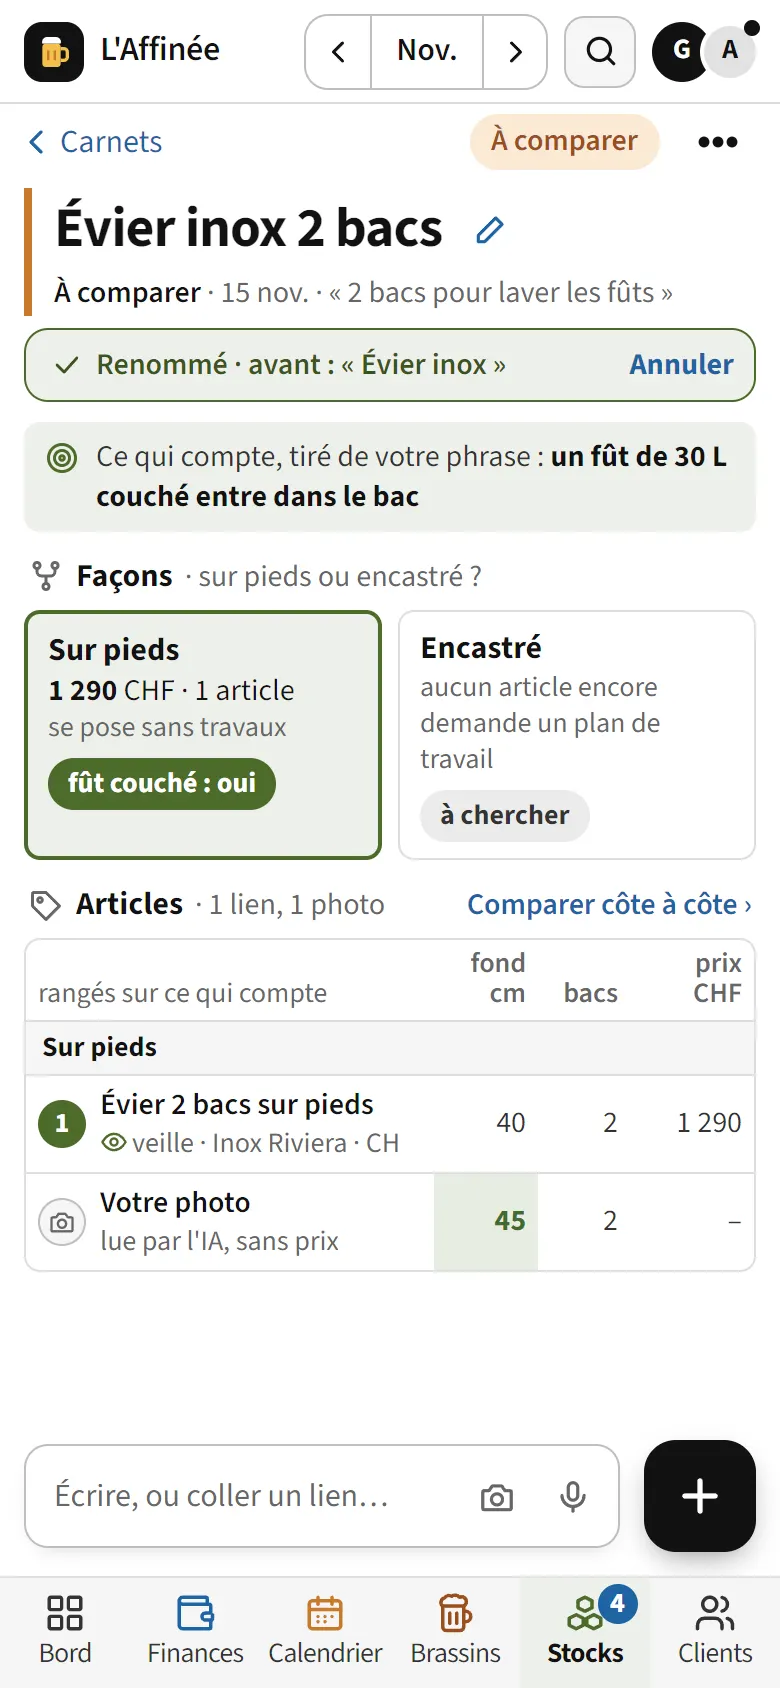 L'Affinée
Nov.
G
A
Carnets
À comparer
Évier inox 2 bacs
À comparer · 15 nov. · « 2 bacs pour laver les fûts »
Renommé · avant : « Évier inox »
Annuler
Ce qui compte, tiré de votre phrase : un fût de 30 L
couché entre dans le bac
Façons · sur pieds ou encastré ?
Sur pieds
1 290 CHF · 1 article
se pose sans travaux
fût couché : oui
Encastré
aucun article encore
demande un plan de
travail
à chercher
Articles · 1 lien, 1 photo
Comparer côte à côte ›
rangés sur ce qui compte
fond
cm
bacs
prix
CHF
Sur pieds
1
Évier 2 bacs sur pieds
veille · Inox Riviera · CH
40
2
1 290
Votre photo
lue par l'IA, sans prix
45
2
–
Écrire, ou coller un lien…
Bord
Finances
Calendrier
Brassins
4
Stocks
Clients